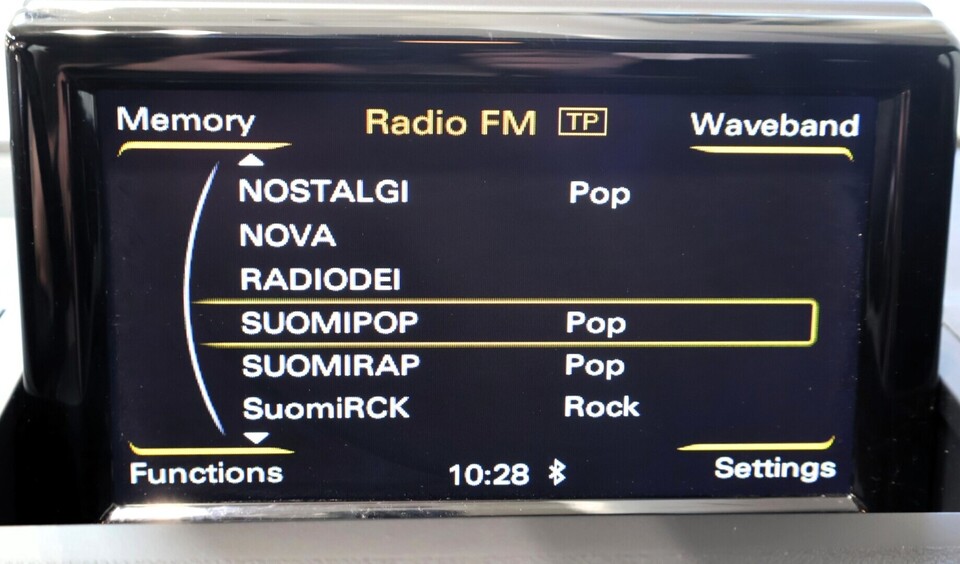 Memory Radio FM TP Waveband
NOSTALGI Pop
NOVA
RADIODEI
SUOMIPOP Pop
SUOMIRAP Pop
SuomiRCK Rock
Functions 10:28 Settings